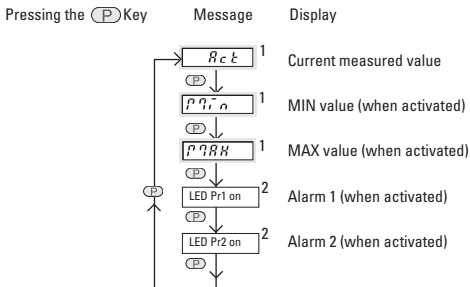 Pressing the P Key Message Display
Act 1 Current measured value
P
MIn 1 MIN value (when activated)
P
MAX 1 MAX value (when activated)
P
LED Pr1 on 2 Alarm 1 (when activated)
P
P
LED Pr2 on 2 Alarm 2 (when activated)
P